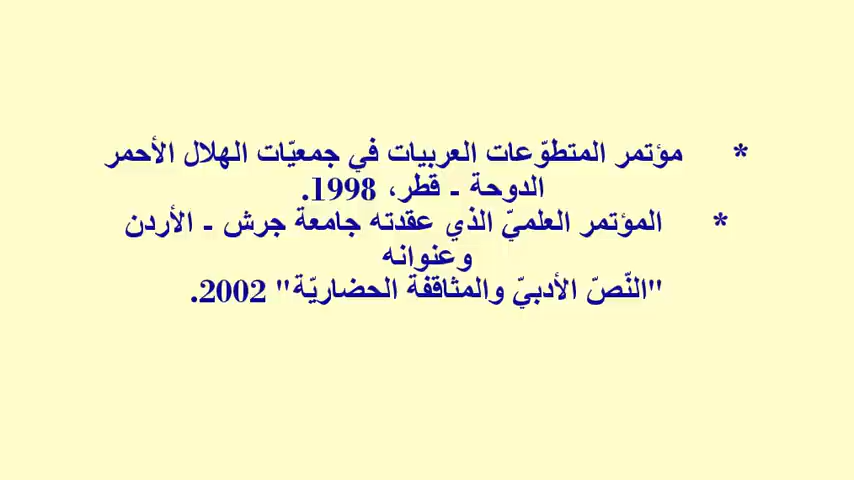 * مؤتمر المتطوّعات العربيات في جمعيّات الهلال الأحمر
الدوحة - قطر، 1998.
* المؤتمر العلميّ الذي عقدته جامعة جرش - الأردن
وعنوانه
"النّصّ الأدبيّ والمثاقفة الحضاريّة" 2002.